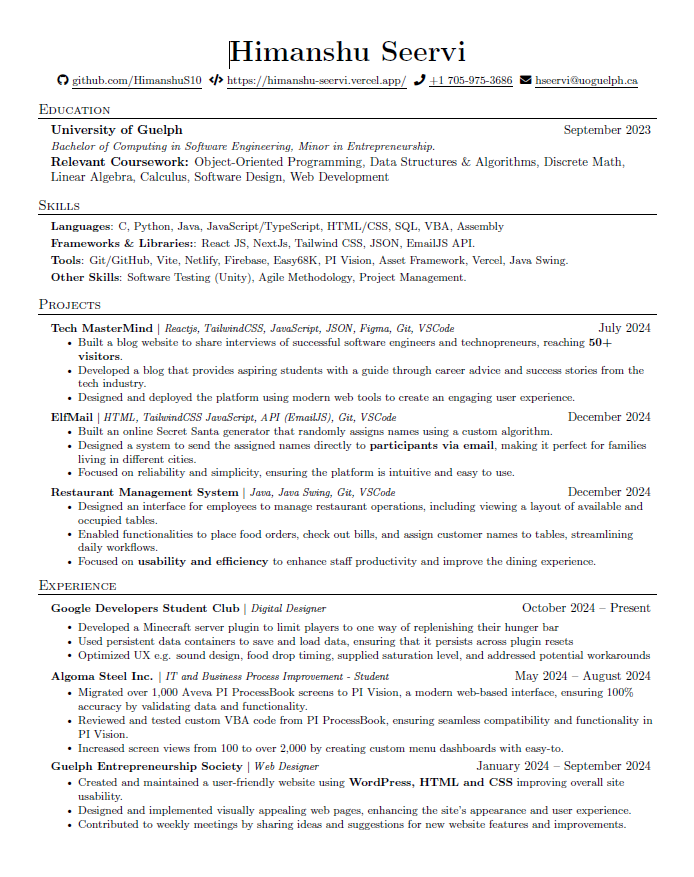 Himanshu Seervi
github.com/HimanshuS10 https://himanshu-seervi.vercel.app/ +1 705-975-3686 hseervi@uoguelph.ca
Education
University of Guelph September 2023
Bachelor of Computing in Software Engineering, Minor in Entrepreneurship.
Relevant Coursework: Object-Oriented Programming, Data Structures & Algorithms, Discrete Math,
Linear Algebra, Calculus, Software Design, Web Development
Skills
Languages: C, Python, Java, JavaScript/TypeScript, HTML/CSS, SQL, VBA, Assembly
Frameworks & Libraries:: React JS, NextJs, Tailwind CSS, JSON, EmailJS API.
Tools: Git/GitHub, Vite, Netlify, Firebase, Easy68K, PI Vision, Asset Framework, Vercel, Java Swing.
Other Skills: Software Testing (Unity), Agile Methodology, Project Management.
Projects
Tech MasterMind | Reactjs, TailwindCSS, JavaScript, JSON, Figma, Git, VSCode July 2024
• Built a blog website to share interviews of successful software engineers and technopreneurs, reaching 50+
visitors.
• Developed a blog that provides aspiring students with a guide through career advice and success stories from the
tech industry.
• Designed and deployed the platform using modern web tools to create an engaging user experience.
ElfMail | HTML, TailwindCSS JavaScript, API (EmailJS), Git, VSCode December 2024
• Built an online Secret Santa generator that randomly assigns names using a custom algorithm.
• Designed a system to send the assigned names directly to participants via email, making it perfect for families
living in different cities.
• Focused on reliability and simplicity, ensuring the platform is intuitive and easy to use.
Restaurant Management System | Java, Java Swing, Git, VSCode December 2024
• Designed an interface for employees to manage restaurant operations, including viewing a layout of available and
occupied tables.
• Enabled functionalities to place food orders, check out bills, and assign customer names to tables, streamlining
daily workflows.
• Focused on usability and efficiency to enhance staff productivity and improve the dining experience.
Experience
Google Developers Student Club | Digital Designer October 2024 – Present
• Developed a Minecraft server plugin to limit players to one way of replenishing their hunger bar
• Used persistent data containers to save and load data, ensuring that it persists across plugin resets
• Optimized UX e.g. sound design, food drop timing, supplied saturation level, and addressed potential workarounds
Algoma Steel Inc. | IT and Business Process Improvement - Student May 2024 – August 2024
• Migrated over 1,000 Aveva PI ProcessBook screens to PI Vision, a modern web-based interface, ensuring 100%
accuracy by validating data and functionality.
• Reviewed and tested custom VBA code from PI ProcessBook, ensuring seamless compatibility and functionality in
PI Vision.
• Increased screen views from 100 to over 2,000 by creating custom menu dashboards with easy-to.
Guelph Entrepreneurship Society | Web Designer January 2024 – September 2024
• Created and maintained a user-friendly website using WordPress, HTML and CSS improving overall site
usability.
• Designed and implemented visually appealing web pages, enhancing the site's appearance and user experience.
• Contributed to weekly meetings by sharing ideas and suggestions for new website features and improvements.